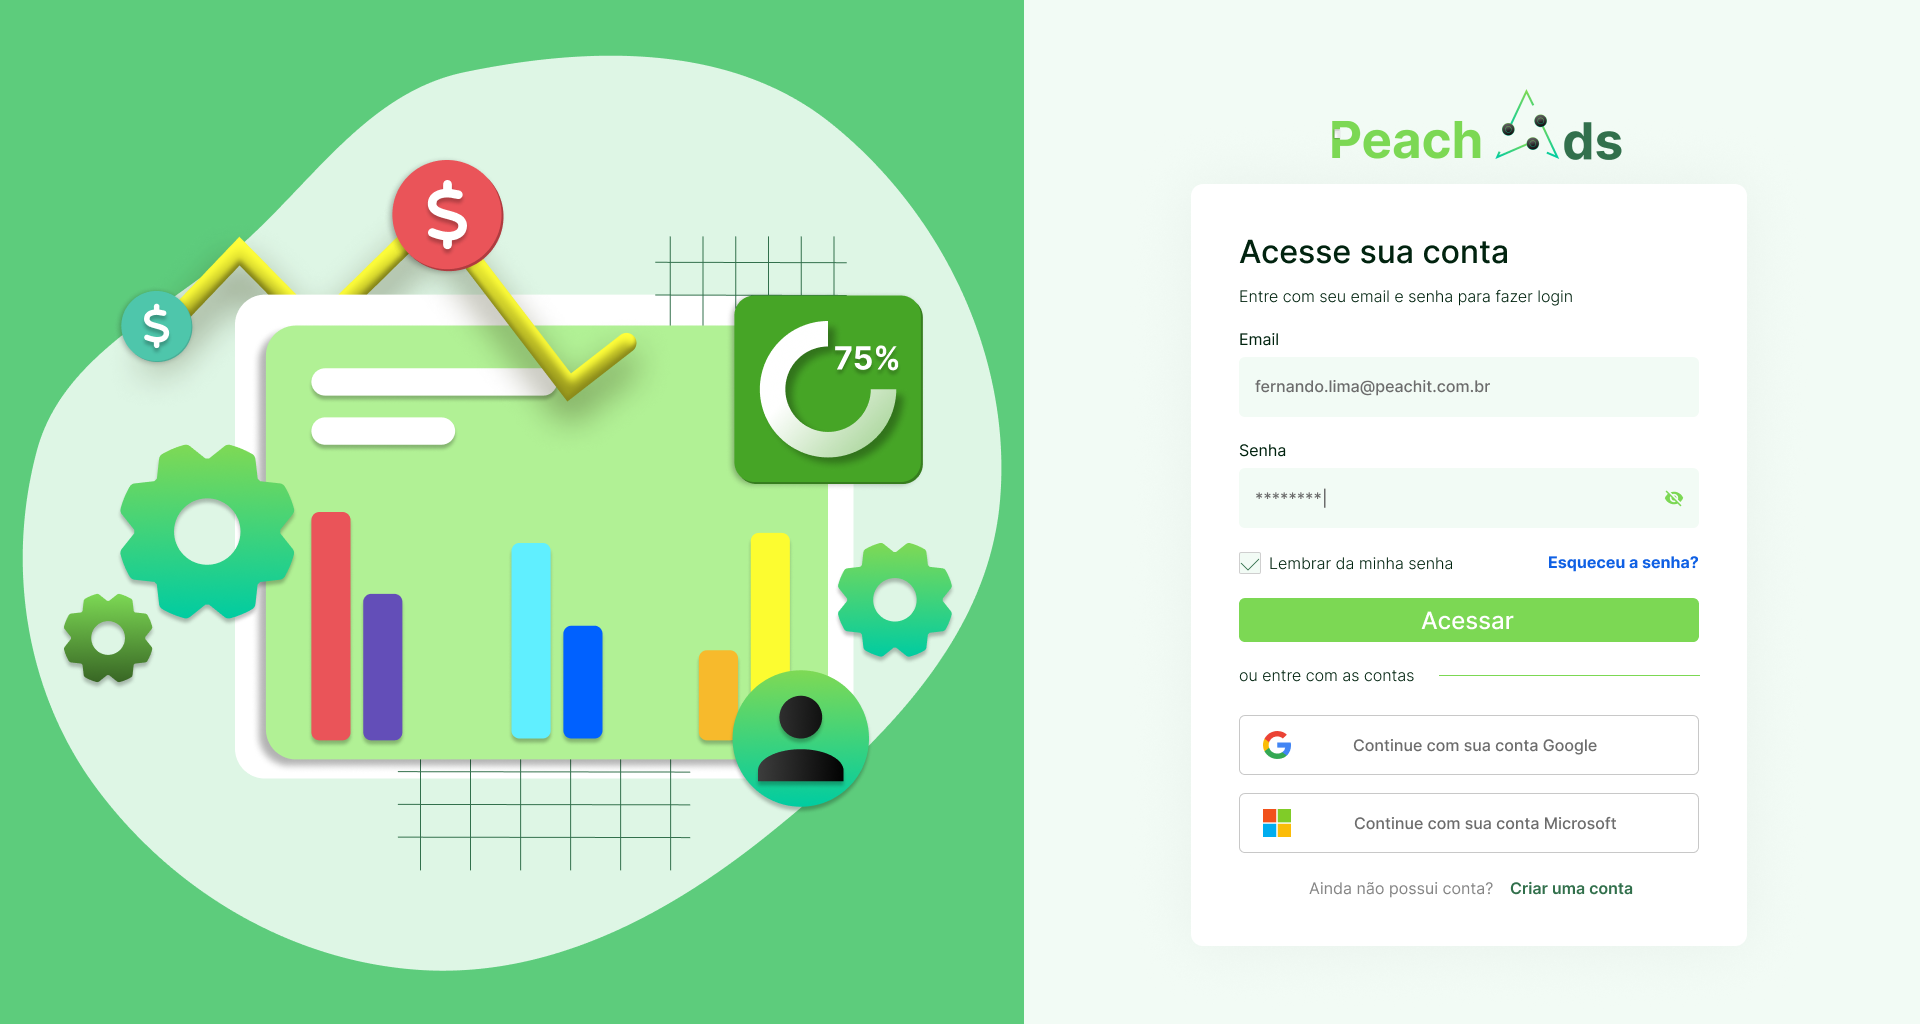 $
$
75%
Peach Ads
Acesse sua conta
Entre com seu email e senha para fazer login
Email
fernando.lima@peachit.com.br
Senha
********
Lembrar da minha senha
Esqueceu a senha?
Acessar
ou entre com as contas
Continue com sua conta Google
Continue com sua conta Microsoft
Ainda não possui conta? Criar uma conta